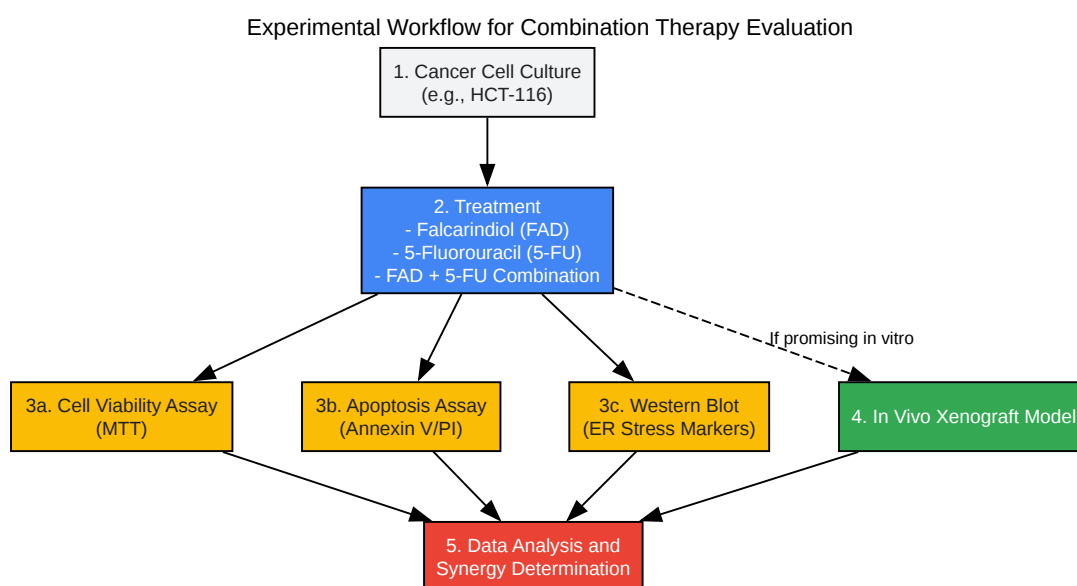 Experimental Workflow for Combination Therapy Evaluation
1. Cancer Cell Culture
(e.g., HCT-116)
2. Treatment
- Falcarindiol (FAD)
- 5-Fluorouracil (5-FU)
- FAD + 5-FU Combination
If promising in vitro
3a. Cell Viability Assay
(MTT)
3b. Apoptosis Assay
(Annexin V/PI)
3c. Western Blot
(ER Stress Markers)
4. In Vivo Xenograft Model
5. Data Analysis and
Synergy Determination